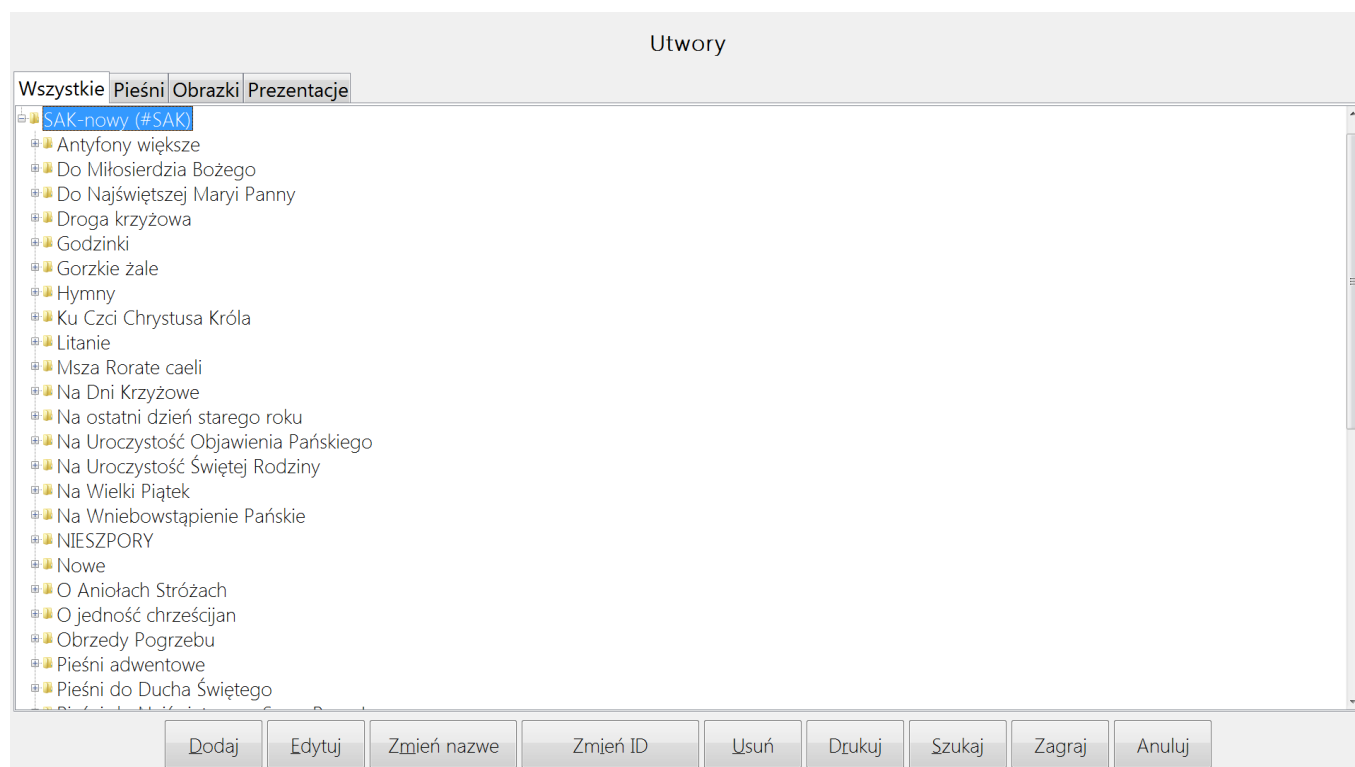 Utwory
Wszystkie Pieśni Obrazki Prezentacje
SAK-nowy (#SAK)
Antyfony większe
Do Miłosierdzia Bożego
Do Najświętszej Maryi Panny
Droga krzyżowa
Godzinki
Gorzkie żale
Hymny
Ku Czci Chrystusa Króla
Litanie
Msza Rorate caeli
Na Dni Krzyżowe
Na ostatni dzień starego roku
Na Uroczystość Objawienia Pańskiego
Na Uroczystość Świętej Rodziny
Na Wielki Piątek
Na Wniebowstąpienie Pańskie
NIESZPORY
Nowe
O Aniołach Stróżach
O jedność chrześcijan
Obrzedy Pogrzebu
Pieśni adwentowe
Pieśni do Ducha Świętego
Dodaj Edytuj Zmień nazwe Zmień ID Usuń Drukuj Szukaj Zagraj Anuluj